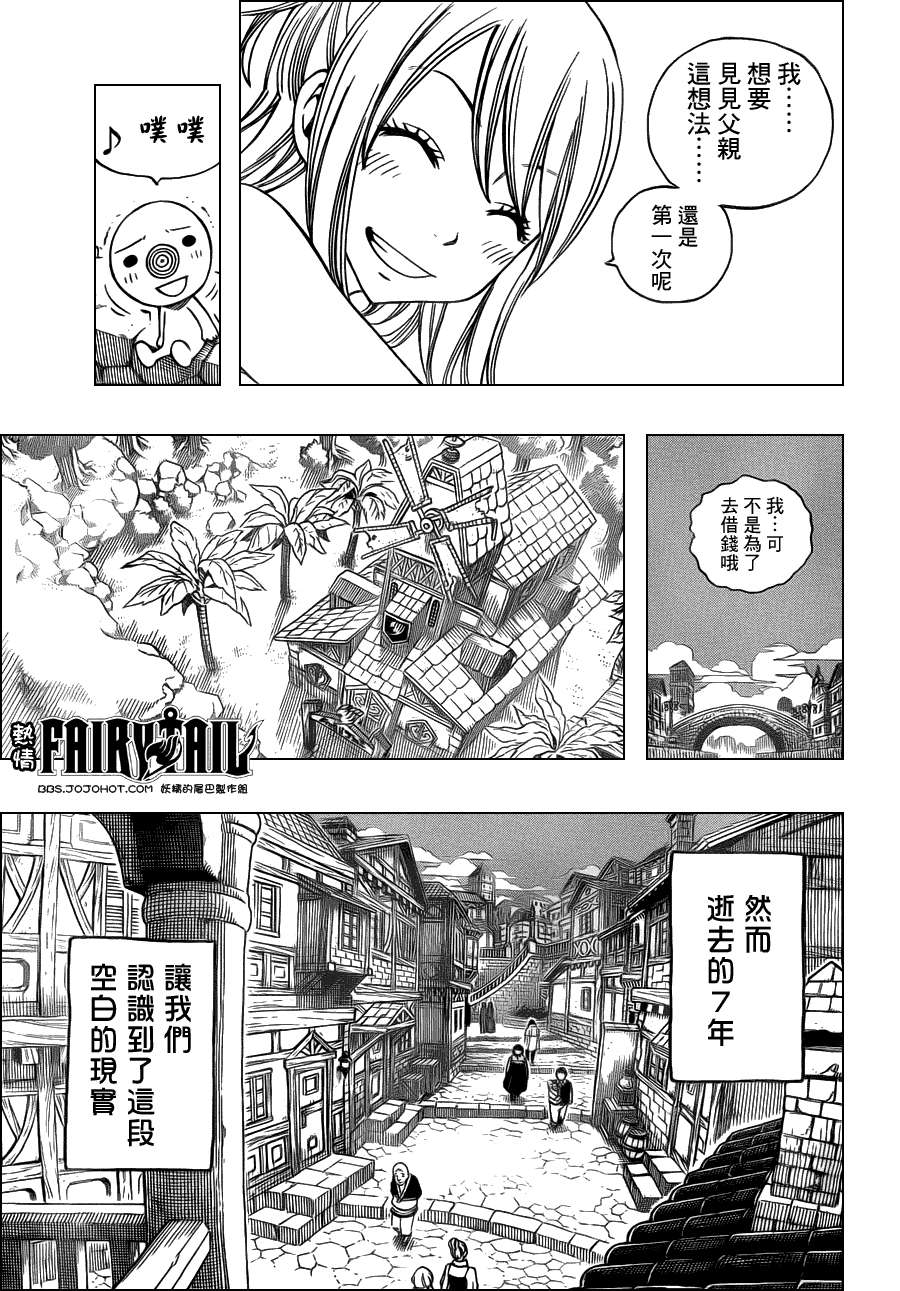 我……
想要
見見父親
這想法……
還是
第一次呢
噗噗♪
我…可
不是為了
去借錢哦
熱情
FAIRY TAIL
BBS.JOJOHOT.COM 妖精的尾巴製作組
然而
逝去的7年
讓我們
認識到了這段
空白的現實